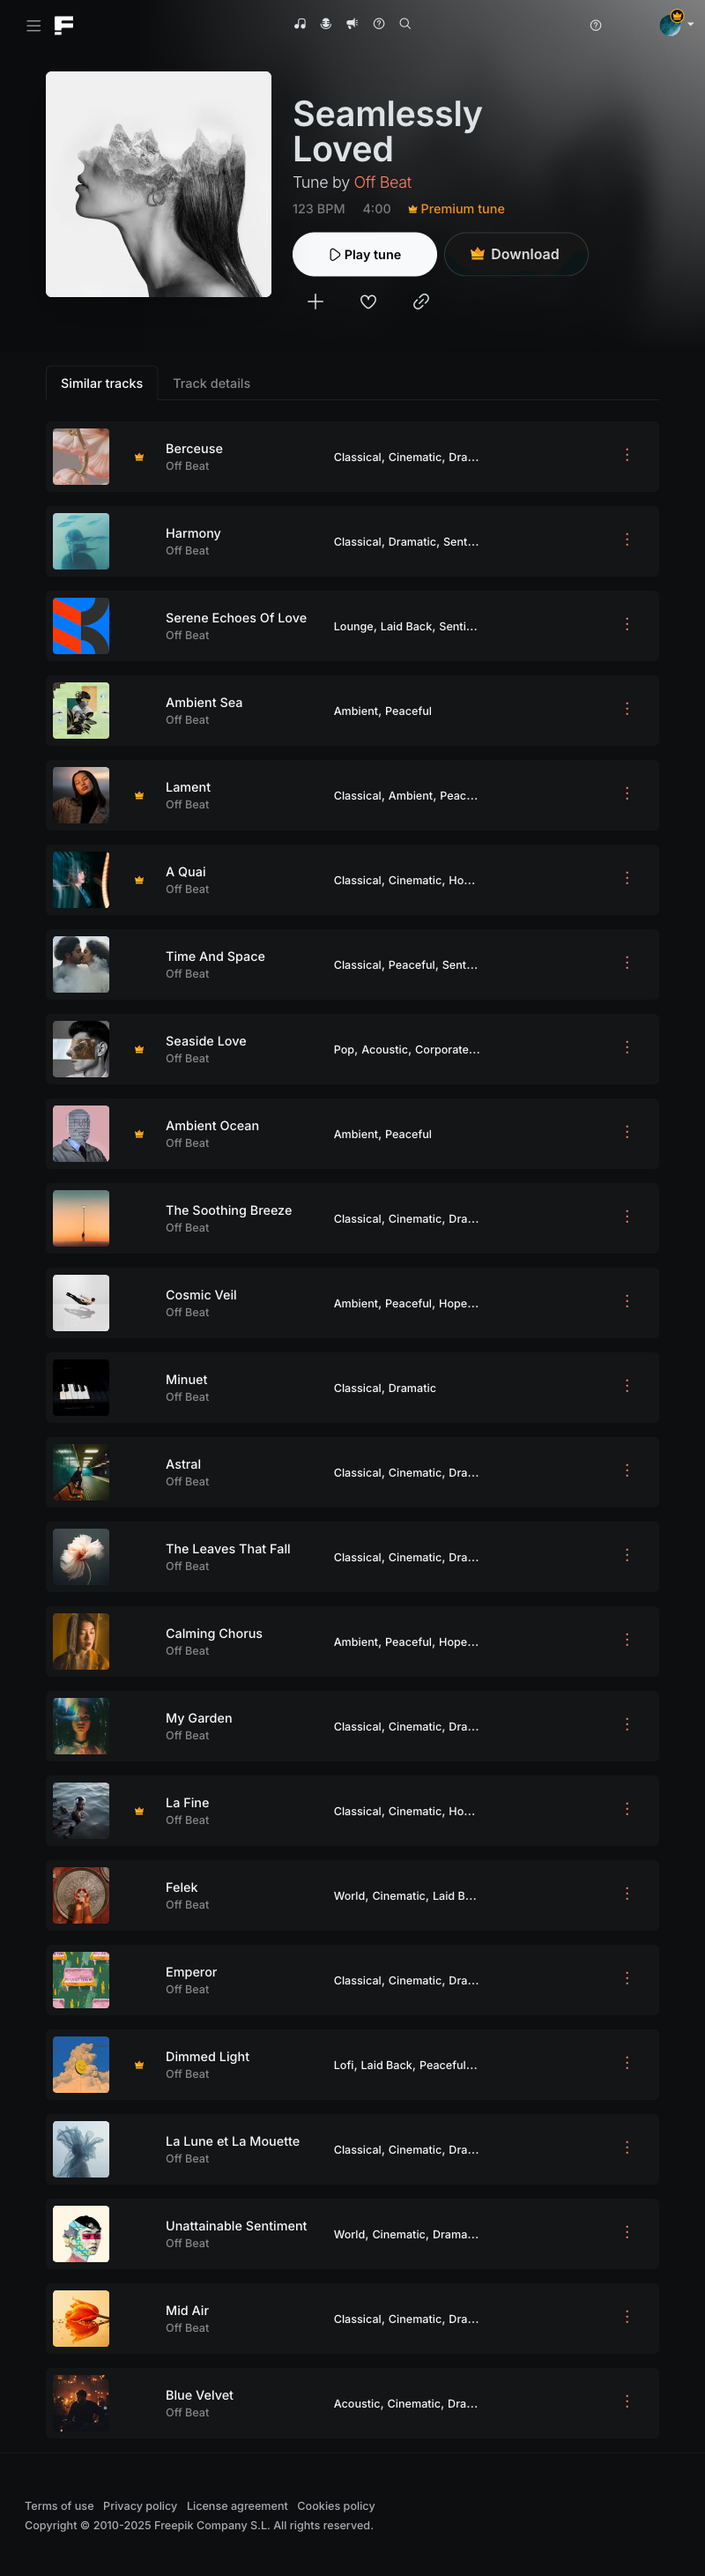 Seamlessly
Loved
Tune by Off Beat
123 BPM 4:00 Premium tune
Play tune Download
Similar tracks Track details
Berceuse
Off Beat
Classical, Cinematic, Dra...
Harmony
Off Beat
Classical, Dramatic, Sent...
Serene Echoes Of Love
Off Beat
Lounge, Laid Back, Senti...
Ambient Sea
Off Beat
Ambient, Peaceful
Lament
Off Beat
Classical, Ambient, Peac...
A Quai
Off Beat
Classical, Cinematic, Ho...
Time And Space
Off Beat
Classical, Peaceful, Sent...
Seaside Love
Off Beat
Pop, Acoustic, Corporate...
Ambient Ocean
Off Beat
Ambient, Peaceful
The Soothing Breeze
Off Beat
Classical, Cinematic, Dra...
Cosmic Veil
Off Beat
Ambient, Peaceful, Hope...
Minuet
Off Beat
Classical, Dramatic
Astral
Off Beat
Classical, Cinematic, Dra...
The Leaves That Fall
Off Beat
Classical, Cinematic, Dra...
Calming Chorus
Off Beat
Ambient, Peaceful, Hope...
My Garden
Off Beat
Classical, Cinematic, Dra...
La Fine
Off Beat
Classical, Cinematic, Ho...
Felek
Off Beat
World, Cinematic, Laid B...
Emperor
Off Beat
Classical, Cinematic, Dra...
Dimmed Light
Off Beat
Lofi, Laid Back, Peaceful...
La Lune et La Mouette
Off Beat
Classical, Cinematic, Dra...
Unattainable Sentiment
Off Beat
World, Cinematic, Drama...
Mid Air
Off Beat
Classical, Cinematic, Dra...
Blue Velvet
Off Beat
Acoustic, Cinematic, Dra...
Terms of use Privacy policy License agreement Cookies policy
Copyright © 2010-2025 Freepik Company S.L. All rights reserved.